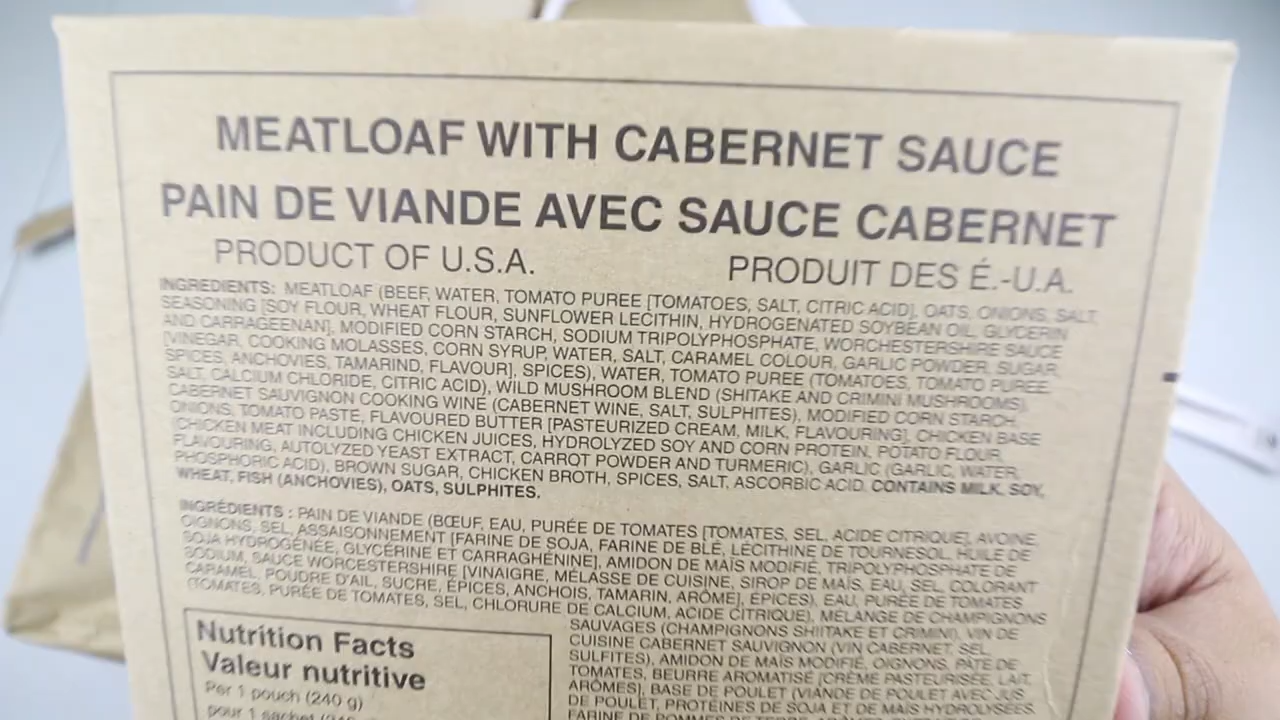 MEATLOAF WITH CABERNET SAUCE
PAIN DE VIANDE AVEC SAUCE CABERNET
PRODUCT OF U.S.A. PRODUIT DES É.-U.A.
INGREDIENTS: MEATLOAF (BEEF, WATER, TOMATO PUREE [TOMATOES, SALT, CITRIC ACID], OATS, ONIONS, SALT,
SEASONING [SOY FLOUR, WHEAT FLOUR, SUNFLOWER LECITHIN, HYDROGENATED SOYBEAN OIL, GLYCERIN
AND CARRAGEENAN], MODIFIED CORN STARCH, SODIUM TRIPOLYPHOSPHATE, WORCHESTERSHIRE SAUCE
[VINEGAR, COOKING MOLASSES, CORN SYRUP, WATER, SALT, CARAMEL COLOUR, GARLIC POWDER, SUGAR,
SPICES, ANCHOVIES, TAMARIND, FLAVOUR], SPICES), WATER, TOMATO PUREE (TOMATOES, TOMATO PUREE,
SALT, CALCIUM CHLORIDE, CITRIC ACID), WILD MUSHROOM BLEND (SHITAKE AND CRIMINI MUSHROOMS),
CABERNET SAUVIGNON COOKING WINE (CABERNET WINE, SALT, SULPHITES), MODIFIED CORN STARCH,
ONIONS, TOMATO PASTE, FLAVOURED BUTTER [PASTEURIZED CREAM, MILK, FLAVOURING], CHICKEN BASE
(CHICKEN MEAT INCLUDING CHICKEN JUICES, HYDROLYZED SOY AND CORN PROTEIN, POTATO FLOUR,
FLAVOURING, AUTOLYZED YEAST EXTRACT, CARROT POWDER AND TURMERIC), GARLIC (GARLIC, WATER,
PHOSPHORIC ACID), BROWN SUGAR, CHICKEN BROTH, SPICES, SALT, ASCORBIC ACID. CONTAINS MILK, SOY,
WHEAT, FISH (ANCHOVIES), OATS, SULPHITES.
INGRÉDIENTS : PAIN DE VIANDE (BŒUF, EAU, PURÉE DE TOMATES [TOMATES, SEL, ACIDE CITRIQUE], AVOINE,
OIGNONS, SEL, ASSAISONNEMENT [FARINE DE SOJA, FARINE DE BLÉ, LÉCITHINE DE TOURNESOL, HUILE DE
SOJA HYDROGÉNÉE, GLYCÉRINE ET CARRAGHÉNINE], AMIDON DE MAÏS MODIFIÉ, TRIPOLYPHOSPHATE DE
SODIUM, SAUCE WORCESTERSHIRE [VINAIGRE, MÉLASSE DE CUISINE, SIROP DE MAÏS, EAU, SEL, COLORANT
CARAMEL, POUDRE D'AIL, SUCRE, ÉPICES, ANCHOIS, TAMARIN, ARÔME], ÉPICES), EAU, PURÉE DE TOMATES
(TOMATES, PURÉE DE TOMATES, SEL, CHLORURE DE CALCIUM, ACIDE CITRIQUE), MÉLANGE DE CHAMPIGNONS
SAUVAGES (CHAMPIGNONS SHIITAKE ET CRIMINI), VIN DE
CUISINE CABERNET SAUVIGNON (VIN CABERNET, SEL,
SULFITES), AMIDON DE MAÏS MODIFIÉ, OIGNONS, PÂTE DE
TOMATES, BEURRE AROMATISÉ [CRÈME PASTEURISÉE, LAIT,
ARÔMES], BASE DE POULET (VIANDE DE POULET AVEC JUS
DE POULET, PROTÉINES DE SOJA ET DE MAÏS HYDROLYSÉES,
Nutrition Facts
Valeur nutritive
Per 1 pouch (240 g)
pour 1 sachet